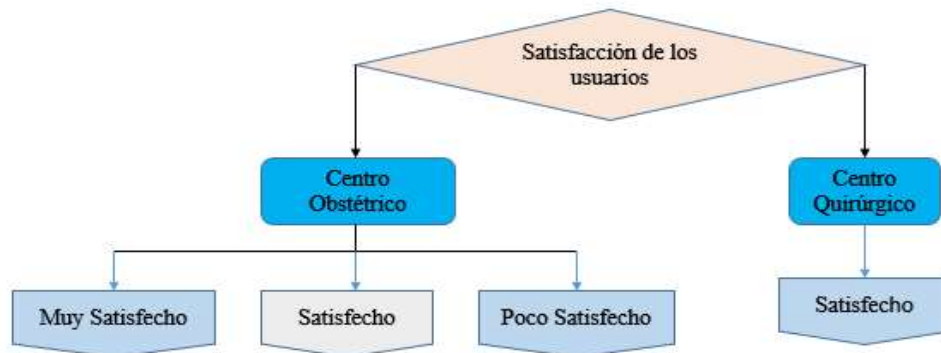 Satisfacción de los
usuarios
Centro
Obstétrico
Centro
Quirúrgico
Muy Satisfecho
Satisfecho
Poco Satisfecho
Satisfecho